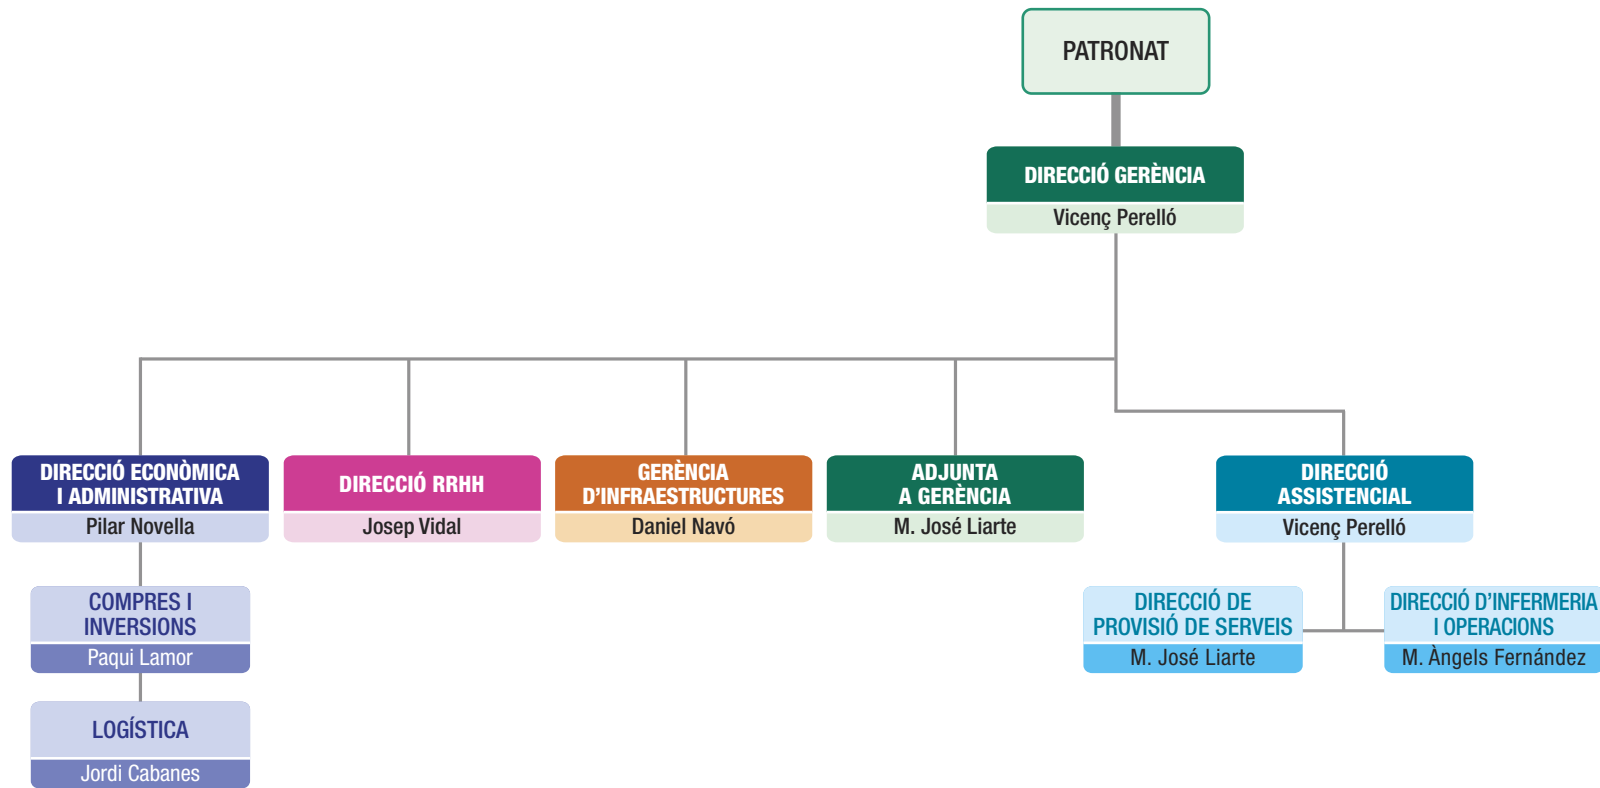 PATRONAT
DIRECCIÓ GERÈNCIA
Vicenç Perelló
DIRECCIÓ ECONÒMICA
I ADMINISTRATIVA
Pilar Novella
DIRECCIÓ RRHH
Josep Vidal
GERÈNCIA
D'INFRAESTRUCTURES
Daniel Navó
ADJUNTA
A GERÈNCIA
M. José Liarte
DIRECCIÓ
ASSISTENCIAL
Vicenç Perelló
COMPRES I
INVERSIONS
Paqui Lamor
DIRECCIÓ DE
PROVISIÓ DE SERVEIS
M. José Liarte
DIRECCIÓ D'INFERMERIA
I OPERACIONS
M. Àngels Fernández
LOGÍSTICA
Jordi Cabanes